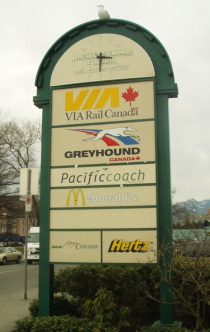 VIA
VIA Rail Canada
GREYHOUND
CANADA
Pacificcoach
McDonald's
Hertz